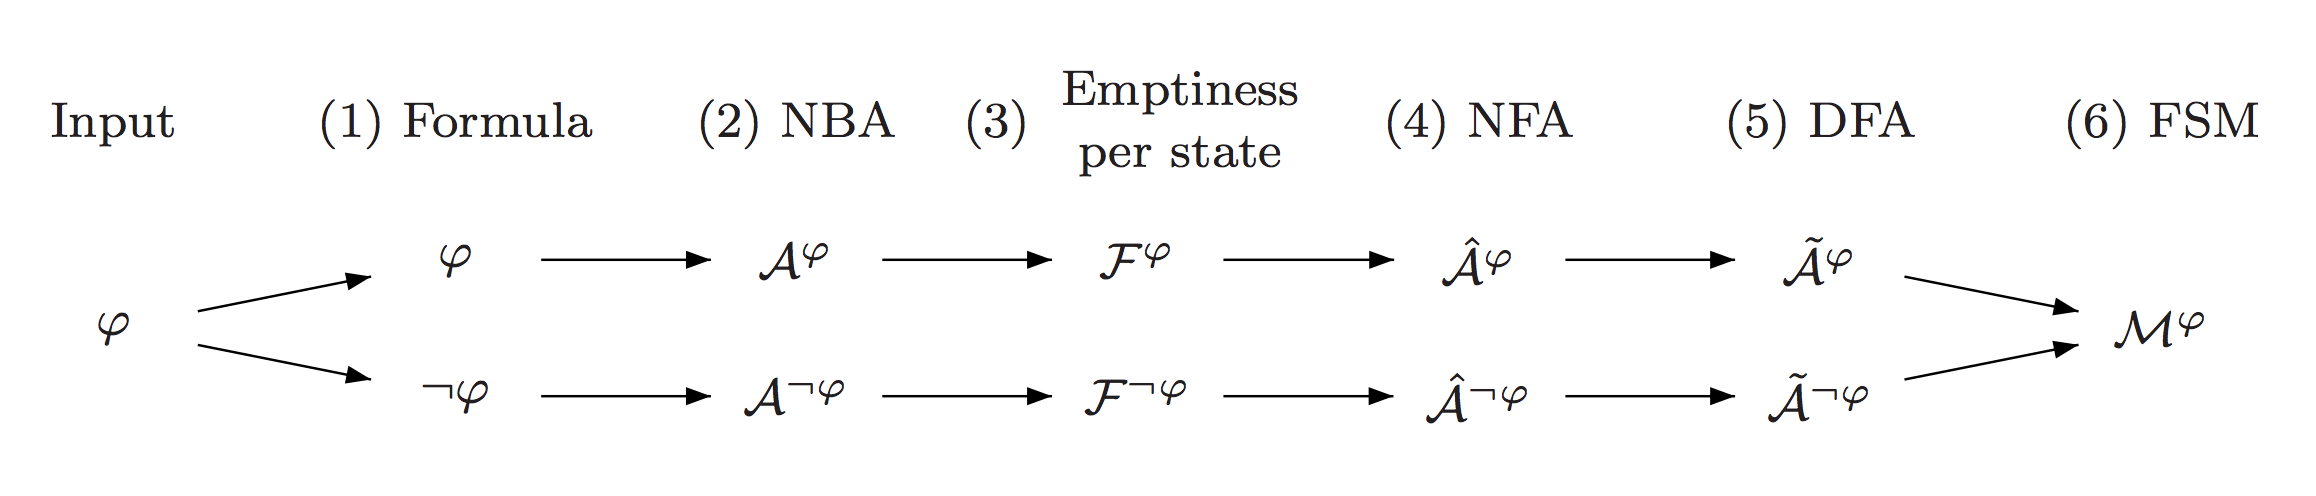 Input (1) Formula (2) NBA (3) Emptiness per state (4) NFA (5) DFA (6) FSM
φ 𝒜^φ ℱ^φ 𝒜̂^φ 𝒜̃^φ
φ ℳ^φ
¬φ 𝒜^¬φ ℱ^¬φ 𝒜̂^¬φ 𝒜̃^¬φ